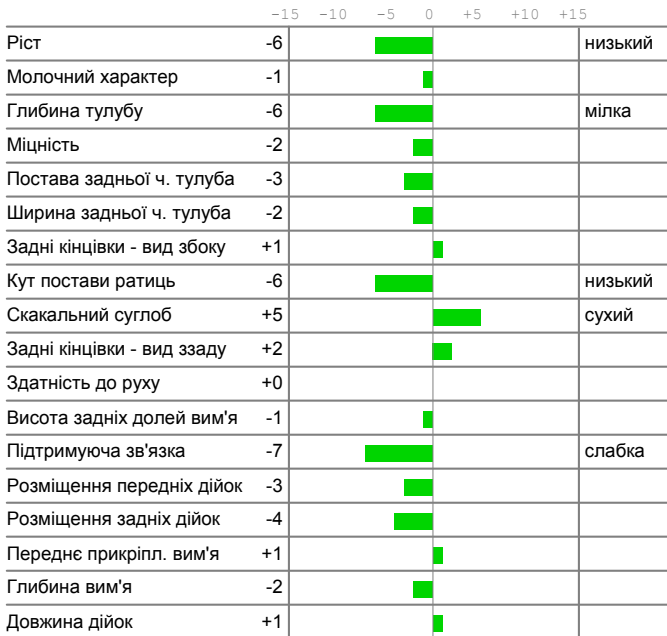 -15 -10 -5 0 +5 +10 +15
Ріст -6 низький
Молочний характер -1
Глибина тулубу -6 мілка
Міцність -2
Постава задньої ч. тулуба -3
Ширина задньої ч. тулуба -2
Задні кінцівки - вид збоку +1
Кут постави ратиць -6 низький
Скакальний суглоб +5 сухий
Задні кінцівки - вид ззаду +2
Здатність до руху +0
Висота задніх долей вим'я -1
Підтримуюча зв'язка -7 слабка
Розміщення передніх дійок -3
Розміщення задніх дійок -4
Переднє прикріпл. вим'я +1
Глибина вим'я -2
Довжина дійок +1